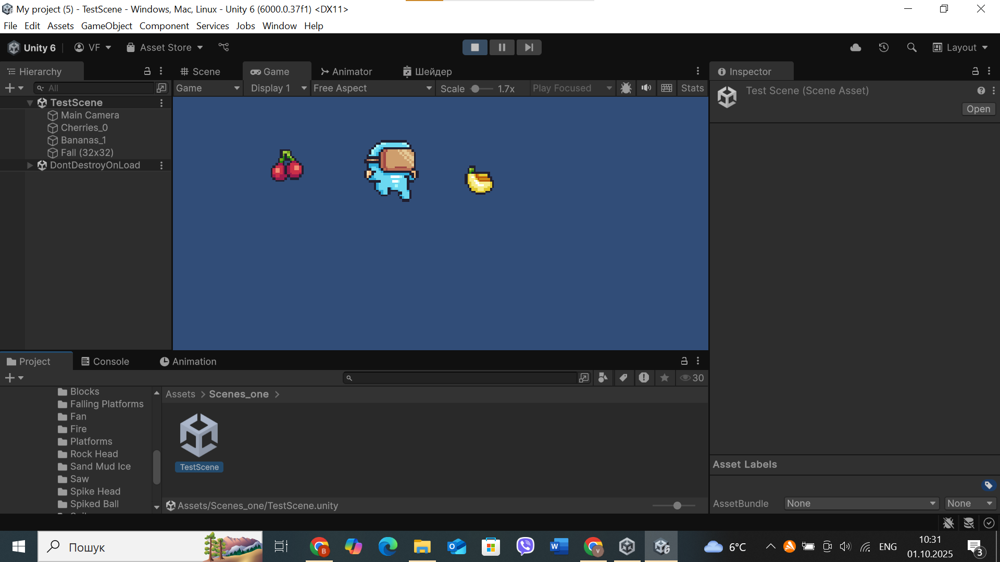 My project (5) - TestScene - Windows, Mac, Linux - Unity 6 (6000.0.37f1) <DX11>
File Edit Assets GameObject Component Services Jobs Window Help
Unity 6 VF Asset Store Layout
Hierarchy
All
TestScene
Main Camera
Cherries_0
Bananas_1
Fall (32x32)
DontDestroyOnLoad
Scene Game Animator Шейдер
Game Display 1 Free Aspect Scale 1.7x Play Focused Stats
Inspector
Test Scene (Scene Asset)
Open
Project Console Animation
30
Blocks
Falling Platforms
Fan
Fire
Platforms
Rock Head
Sand Mud Ice
Saw
Spike Head
Spiked Ball
Assets > Scenes_one >
TestScene
Assets/Scenes_one/TestScene.unity
Asset Labels
AssetBundle None None
Пошук
6°C
ENG
10:31
01.10.2025
3